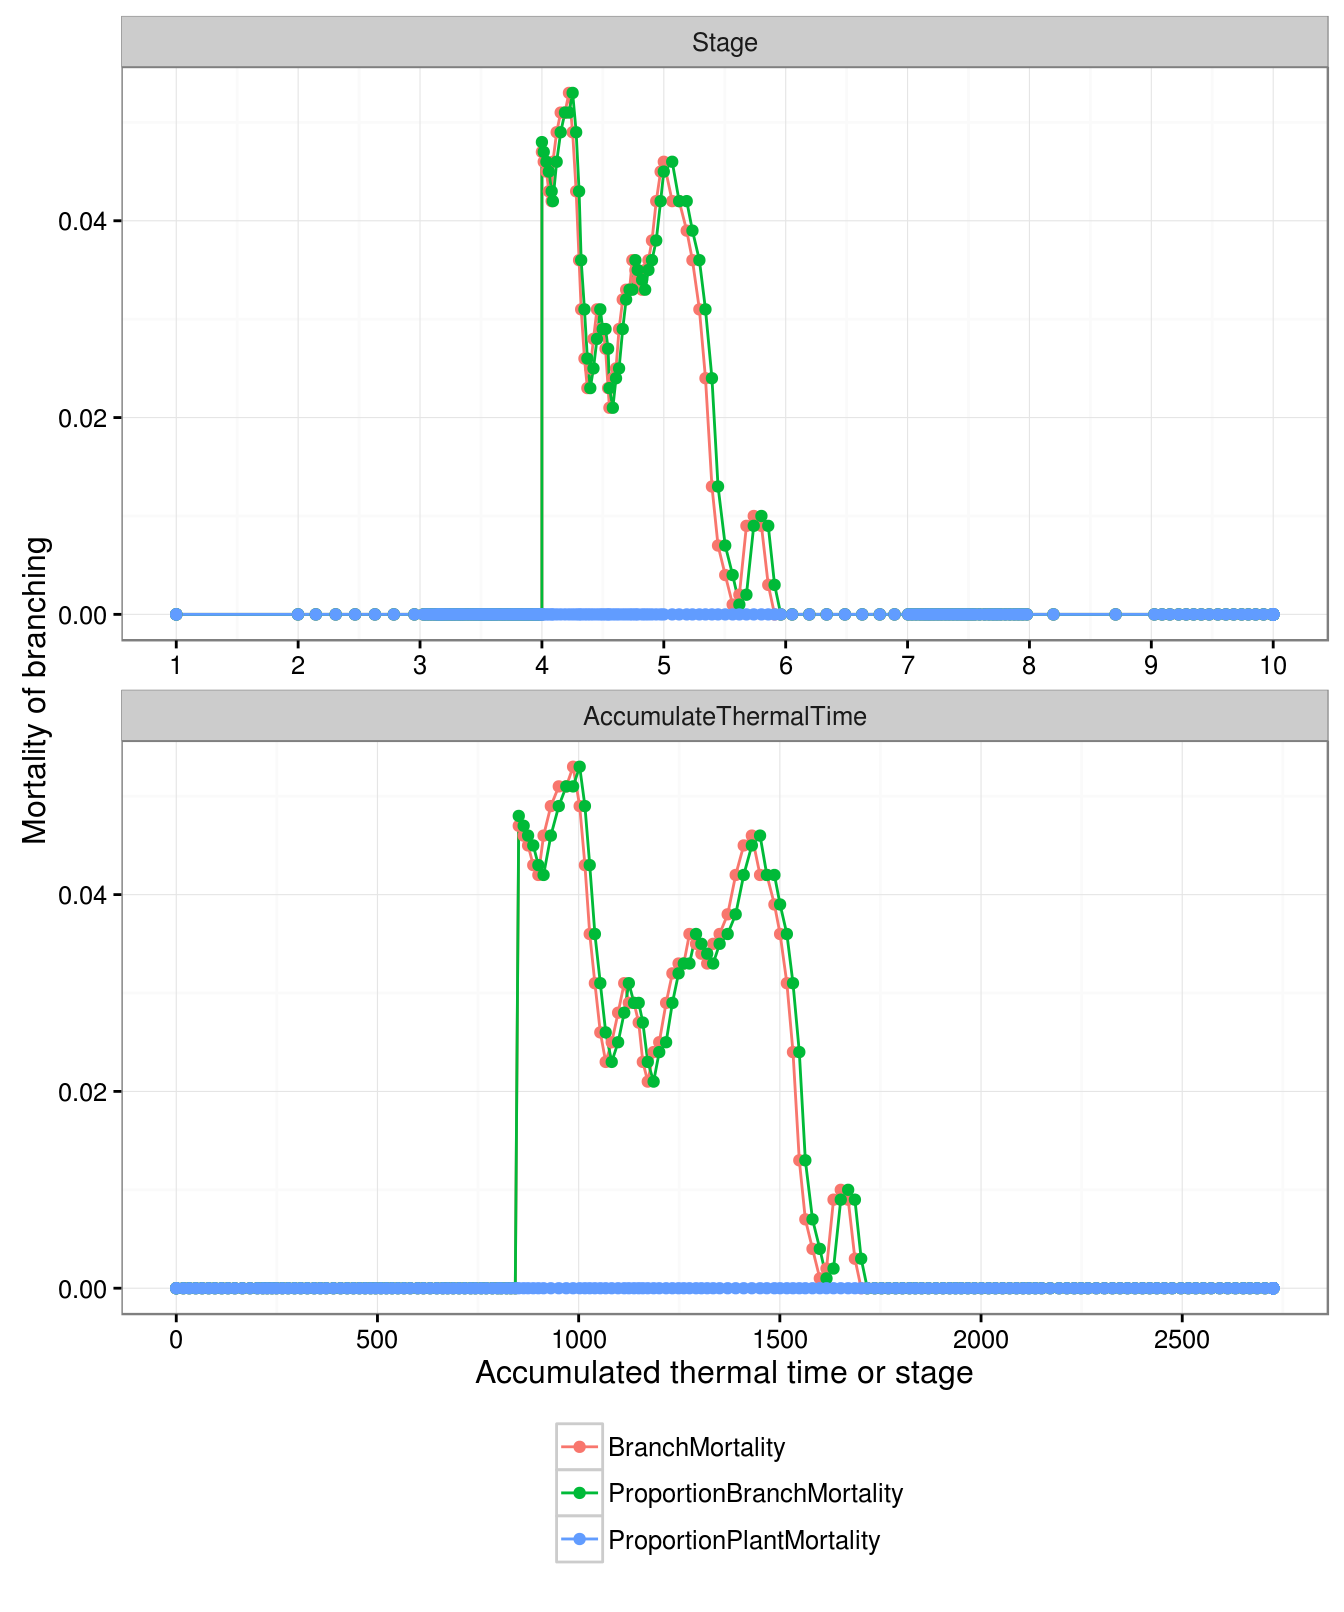 Stage
0.04
0.02
0.00
1 2 3 4 5 6 7 8 9 10
Mortality of branching
AccumulateThermalTime
0.04
0.02
0.00
0 500 1000 1500 2000 2500
Accumulated thermal time or stage
BranchMortality
ProportionBranchMortality
ProportionPlantMortality